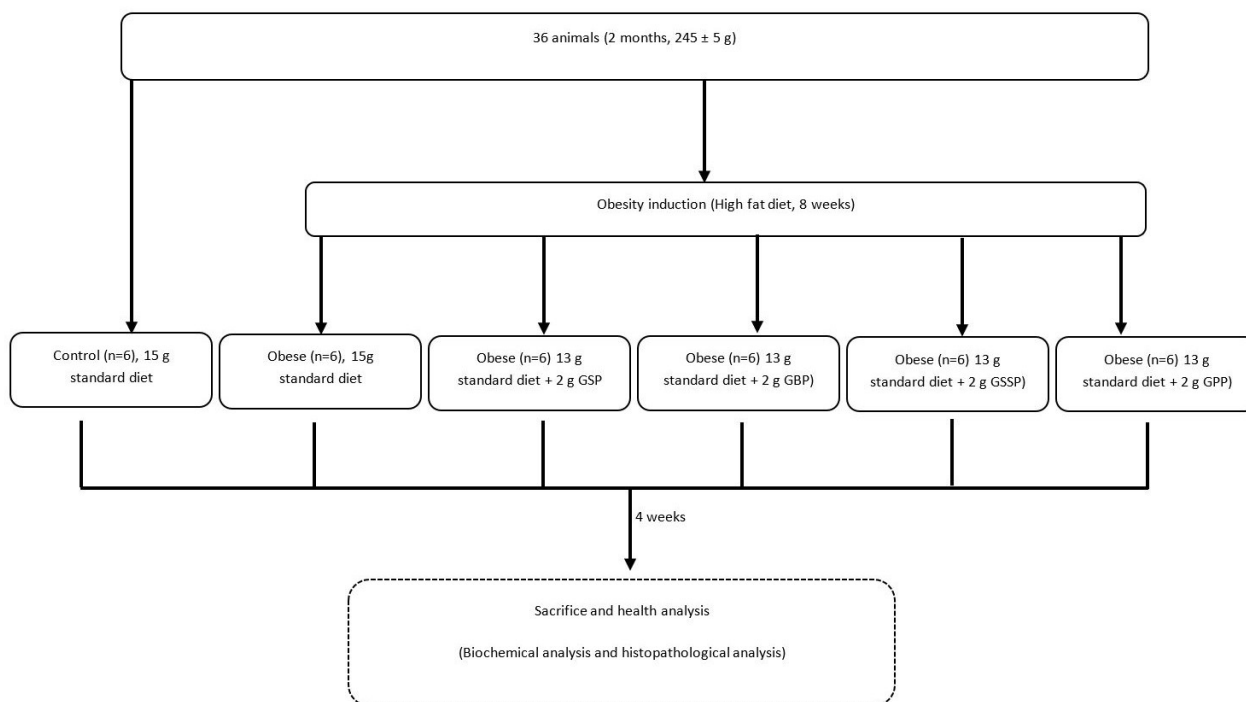 36 animals (2 months, 245 ± 5 g)
Obesity induction (High fat diet, 8 weeks)
Control (n=6), 15 g
standard diet
Obese (n=6), 15g
standard diet
Obese (n=6) 13 g
standard diet + 2 g GSP
Obese (n=6) 13 g
standard diet + 2 g GBP)
Obese (n=6) 13 g
standard diet + 2 g GSSP)
Obese (n=6) 13 g
standard diet + 2 g GPP)
4 weeks
Sacrifice and health analysis
(Biochemical analysis and histopathological analysis)